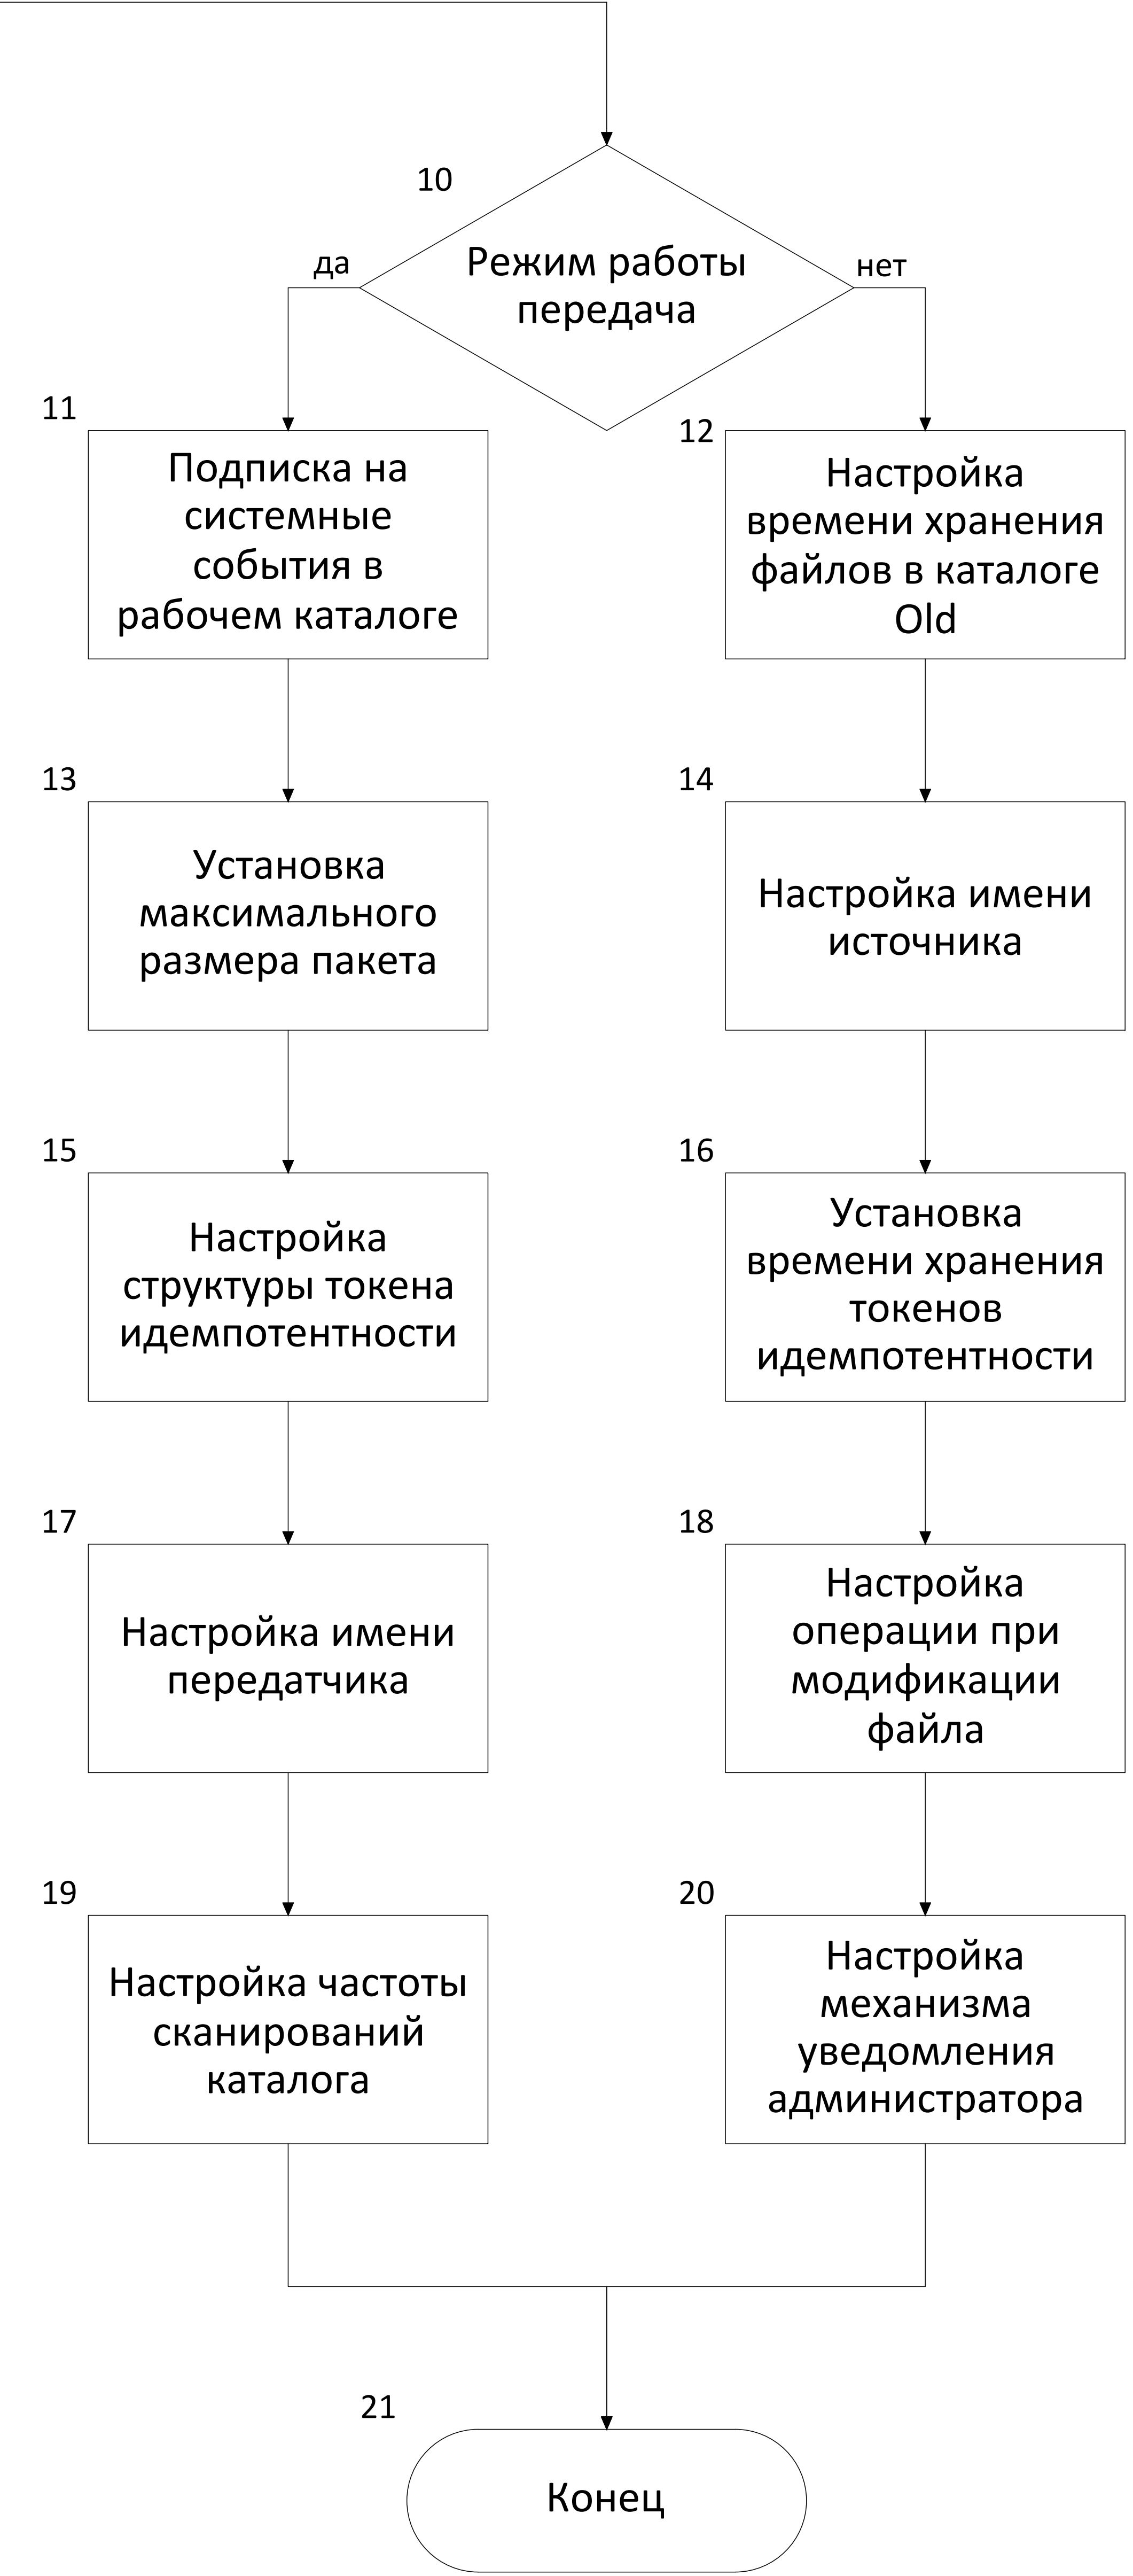 10
Режим работы
передача
да
нет
11
Подписка на
системные
события в
рабочем каталоге
12
Настройка
времени хранения
файлов в каталоге
Old
13
Установка
максимального
размера пакета
14
Настройка имени
источника
15
Настройка
структуры токена
идемпотентности
16
Установка
времени хранения
токенов
идемпотентности
17
Настройка имени
передатчика
18
Настройка
операции при
модификации
файла
19
Настройка частоты
сканирований
каталога
20
Настройка
механизма
уведомления
администратора
21
Конец